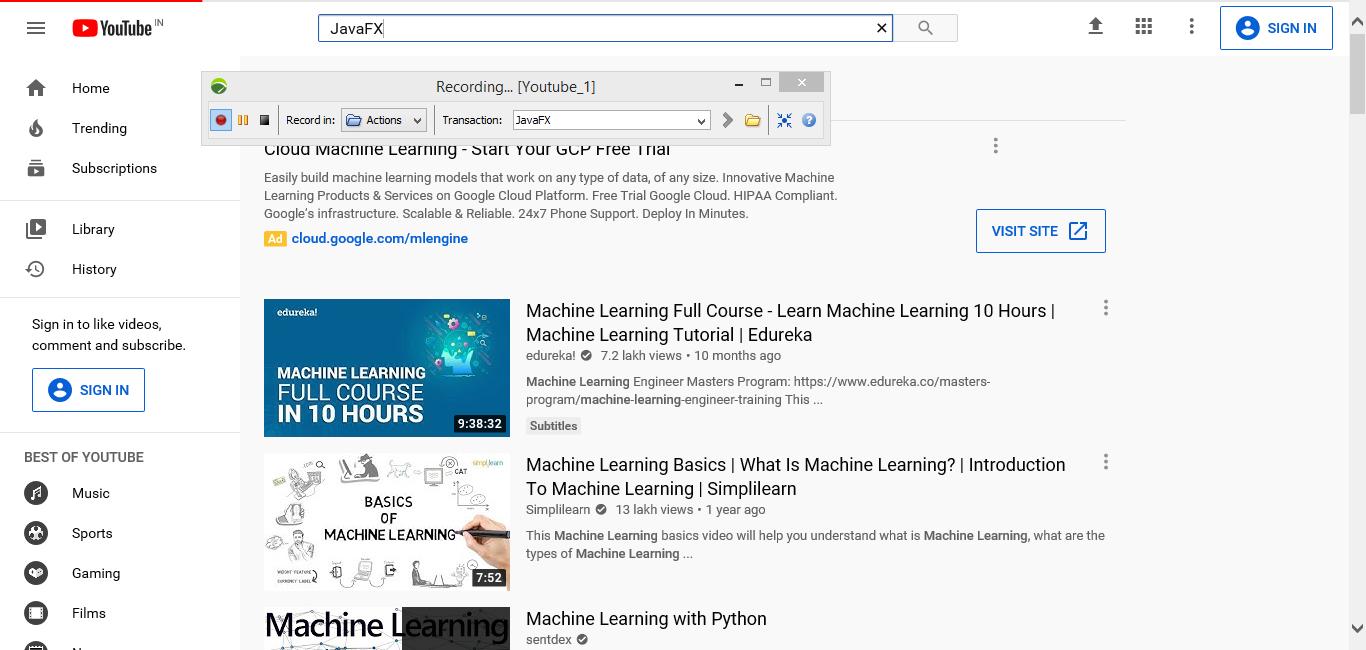 YouTube IN
JavaFX
SIGN IN
Recording... [Youtube_1]
Record in: Actions Transaction: JavaFX
Home
Trending
Subscriptions
Library
History
Sign in to like videos,
comment and subscribe.
SIGN IN
BEST OF YOUTUBE
Music
Sports
Gaming
Films
Cloud Machine Learning - Start Your GCP Free Trial
Easily build machine learning models that work on any type of data, of any size. Innovative Machine
Learning Products & Services on Google Cloud Platform. Free Trial Google Cloud. HIPAA Compliant.
Google's infrastructure. Scalable & Reliable. 24x7 Phone Support. Deploy In Minutes.
Ad cloud.google.com/mlengine
VISIT SITE
edureka!
MACHINE LEARNING
FULL COURSE
IN 10 HOURS
9:38:32
Machine Learning Full Course - Learn Machine Learning 10 Hours |
Machine Learning Tutorial | Edureka
edureka! 7.2 lakh views • 10 months ago
Machine Learning Engineer Masters Program: https://www.edureka.co/masters-
program/machine-learning-engineer-training This ...
Subtitles
simplilearn
CAT
BASICS
OF
MACHINE LEARNING
WEIGHT FEATURE
CURRENCY LABEL
7:52
Machine Learning Basics | What Is Machine Learning? | Introduction
To Machine Learning | Simplilearn
Simplilearn 13 lakh views • 1 year ago
This Machine Learning basics video will help you understand what is Machine Learning, what are the
types of Machine Learning ...
Machine Learning
Machine Learning with Python
sentdex